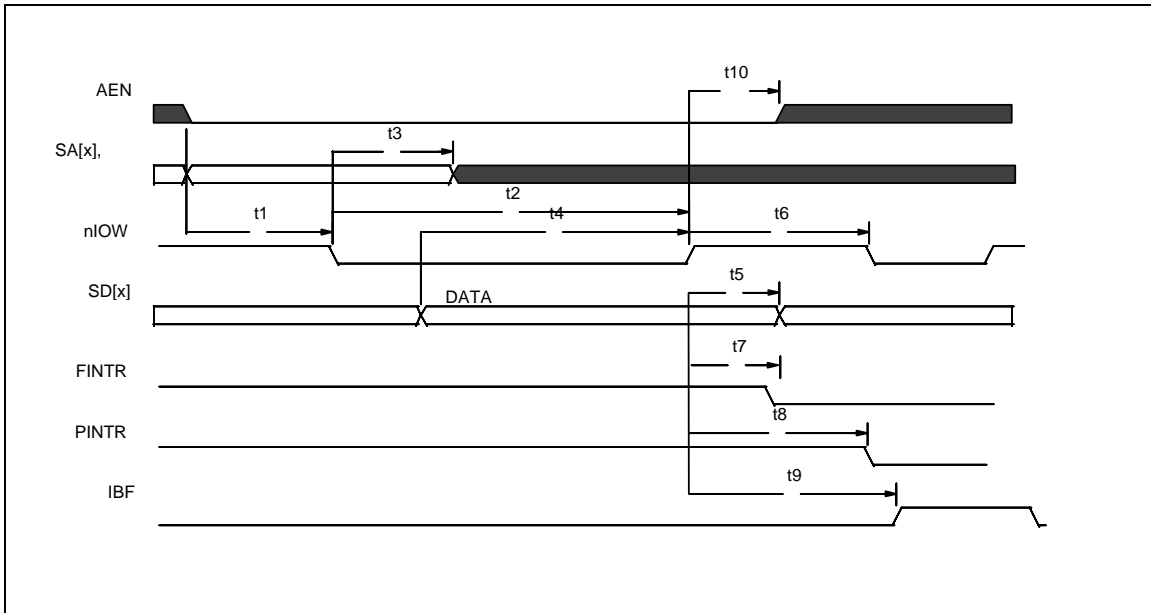 t10
AEN
t3
SA[x],
t2
t1
t4
t6
nIOW
t5
SD[x]
DATA
t7
FINTR
t8
PINTR
t9
IBF